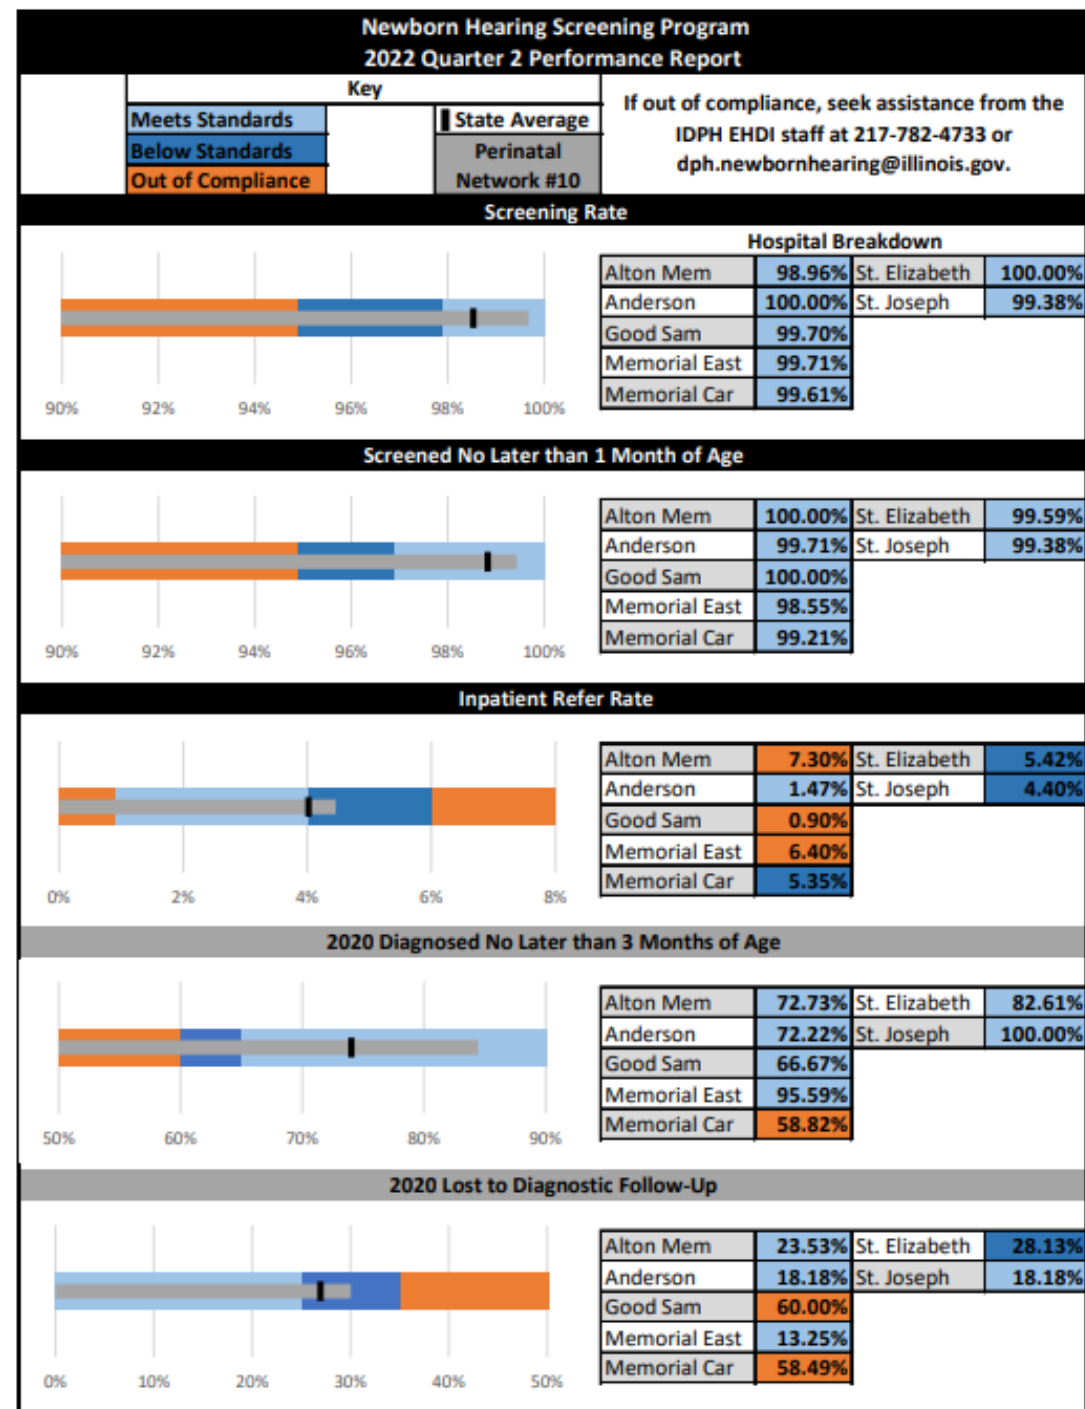 Newborn Hearing Screening Program
2022 Quarter 2 Performance Report
Key
Meets Standards
Below Standards
Out of Compliance
State Average
Perinatal
Network #10
If out of compliance, seek assistance from the
IDPH EHDI staff at 217-782-4733 or
dph.newbornhearing@illinois.gov.
Screening Rate
90% 92% 94% 96% 98% 100%
Hospital Breakdown
Alton Mem 98.96% St. Elizabeth 100.00%
Anderson 100.00% St. Joseph 99.38%
Good Sam 99.70%
Memorial East 99.71%
Memorial Car 99.61%
Screened No Later than 1 Month of Age
90% 92% 94% 96% 98% 100%
Alton Mem 100.00% St. Elizabeth 99.59%
Anderson 99.71% St. Joseph 99.38%
Good Sam 100.00%
Memorial East 98.55%
Memorial Car 99.21%
Inpatient Refer Rate
0% 2% 4% 6% 8%
Alton Mem 7.30% St. Elizabeth 5.42%
Anderson 1.47% St. Joseph 4.40%
Good Sam 0.90%
Memorial East 6.40%
Memorial Car 5.35%
2020 Diagnosed No Later than 3 Months of Age
50% 60% 70% 80% 90%
Alton Mem 72.73% St. Elizabeth 82.61%
Anderson 72.22% St. Joseph 100.00%
Good Sam 66.67%
Memorial East 95.59%
Memorial Car 58.82%
2020 Lost to Diagnostic Follow-Up
0% 10% 20% 30% 40% 50%
Alton Mem 23.53% St. Elizabeth 28.13%
Anderson 18.18% St. Joseph 18.18%
Good Sam 60.00%
Memorial East 13.25%
Memorial Car 58.49%